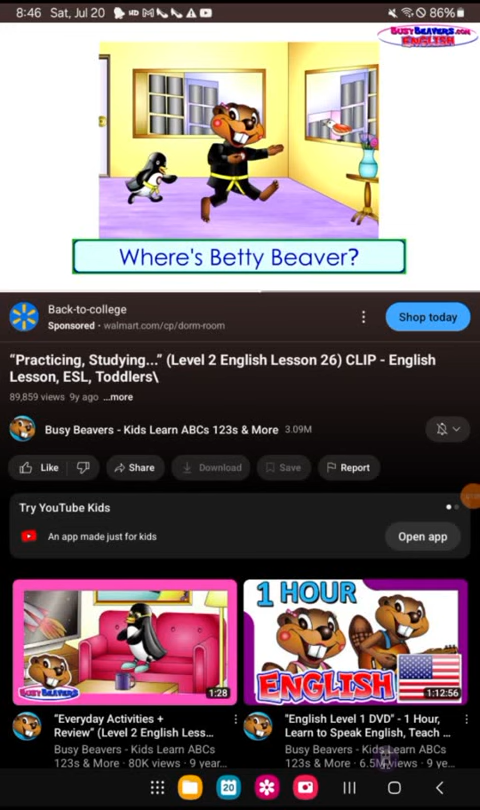 8:46 Sat, Jul 20
86%
BUSYBEAVERS.COM
ENGLISH
Where's Betty Beaver?
Back-to-college
Sponsored · walmart.com/cp/dorm-room
Shop today
“Practicing, Studying...” (Level 2 English Lesson 26) CLIP - English
Lesson, ESL, Toddlers\
89,859 views 9y ago ...more
Busy Beavers - Kids Learn ABCs 123s & More 3.09M
Like
Share
Download
Save
Report
Try YouTube Kids
An app made just for kids
Open app
BUSY BEAVERS
1:28
1 HOUR
ENGLISH
1:12:56
“Everyday Activities +
Review” (Level 2 English Less...
Busy Beavers - Kids Learn ABCs
123s & More · 80K views · 9 year...
“English Level 1 DVD” - 1 Hour,
Learn to Speak English, Teach ...
Busy Beavers - Kids Learn ABCs
123s & More · 6.5M views · 9 ye...
20